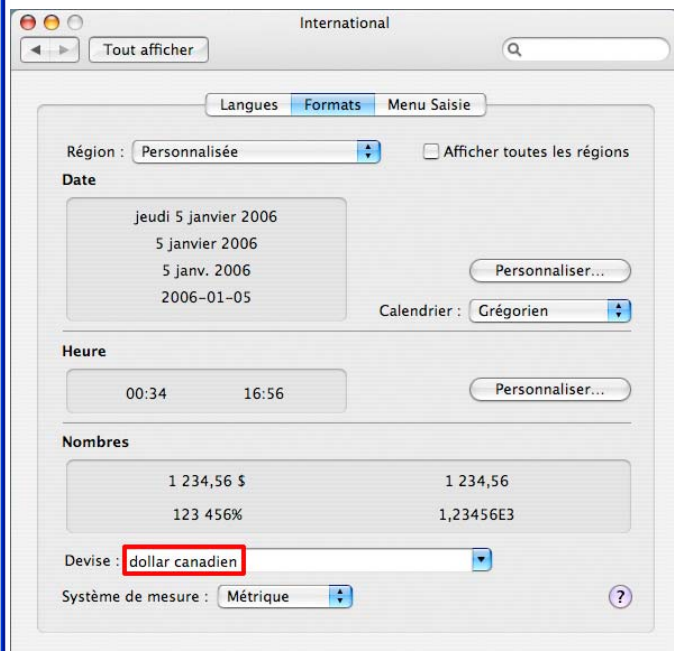 International
Tout afficher
Langues Formats Menu Saisie
Région : Personnalisée Afficher toutes les régions
Date
jeudi 5 janvier 2006
5 janvier 2006
5 janv. 2006
2006-01-05
Personnaliser...
Calendrier : Grégorien
Heure
00:34 16:56 Personnaliser...
Nombres
1 234,56 $ 1 234,56
123 456% 1,23456E3
Devise : dollar canadien
Système de mesure : Métrique ?